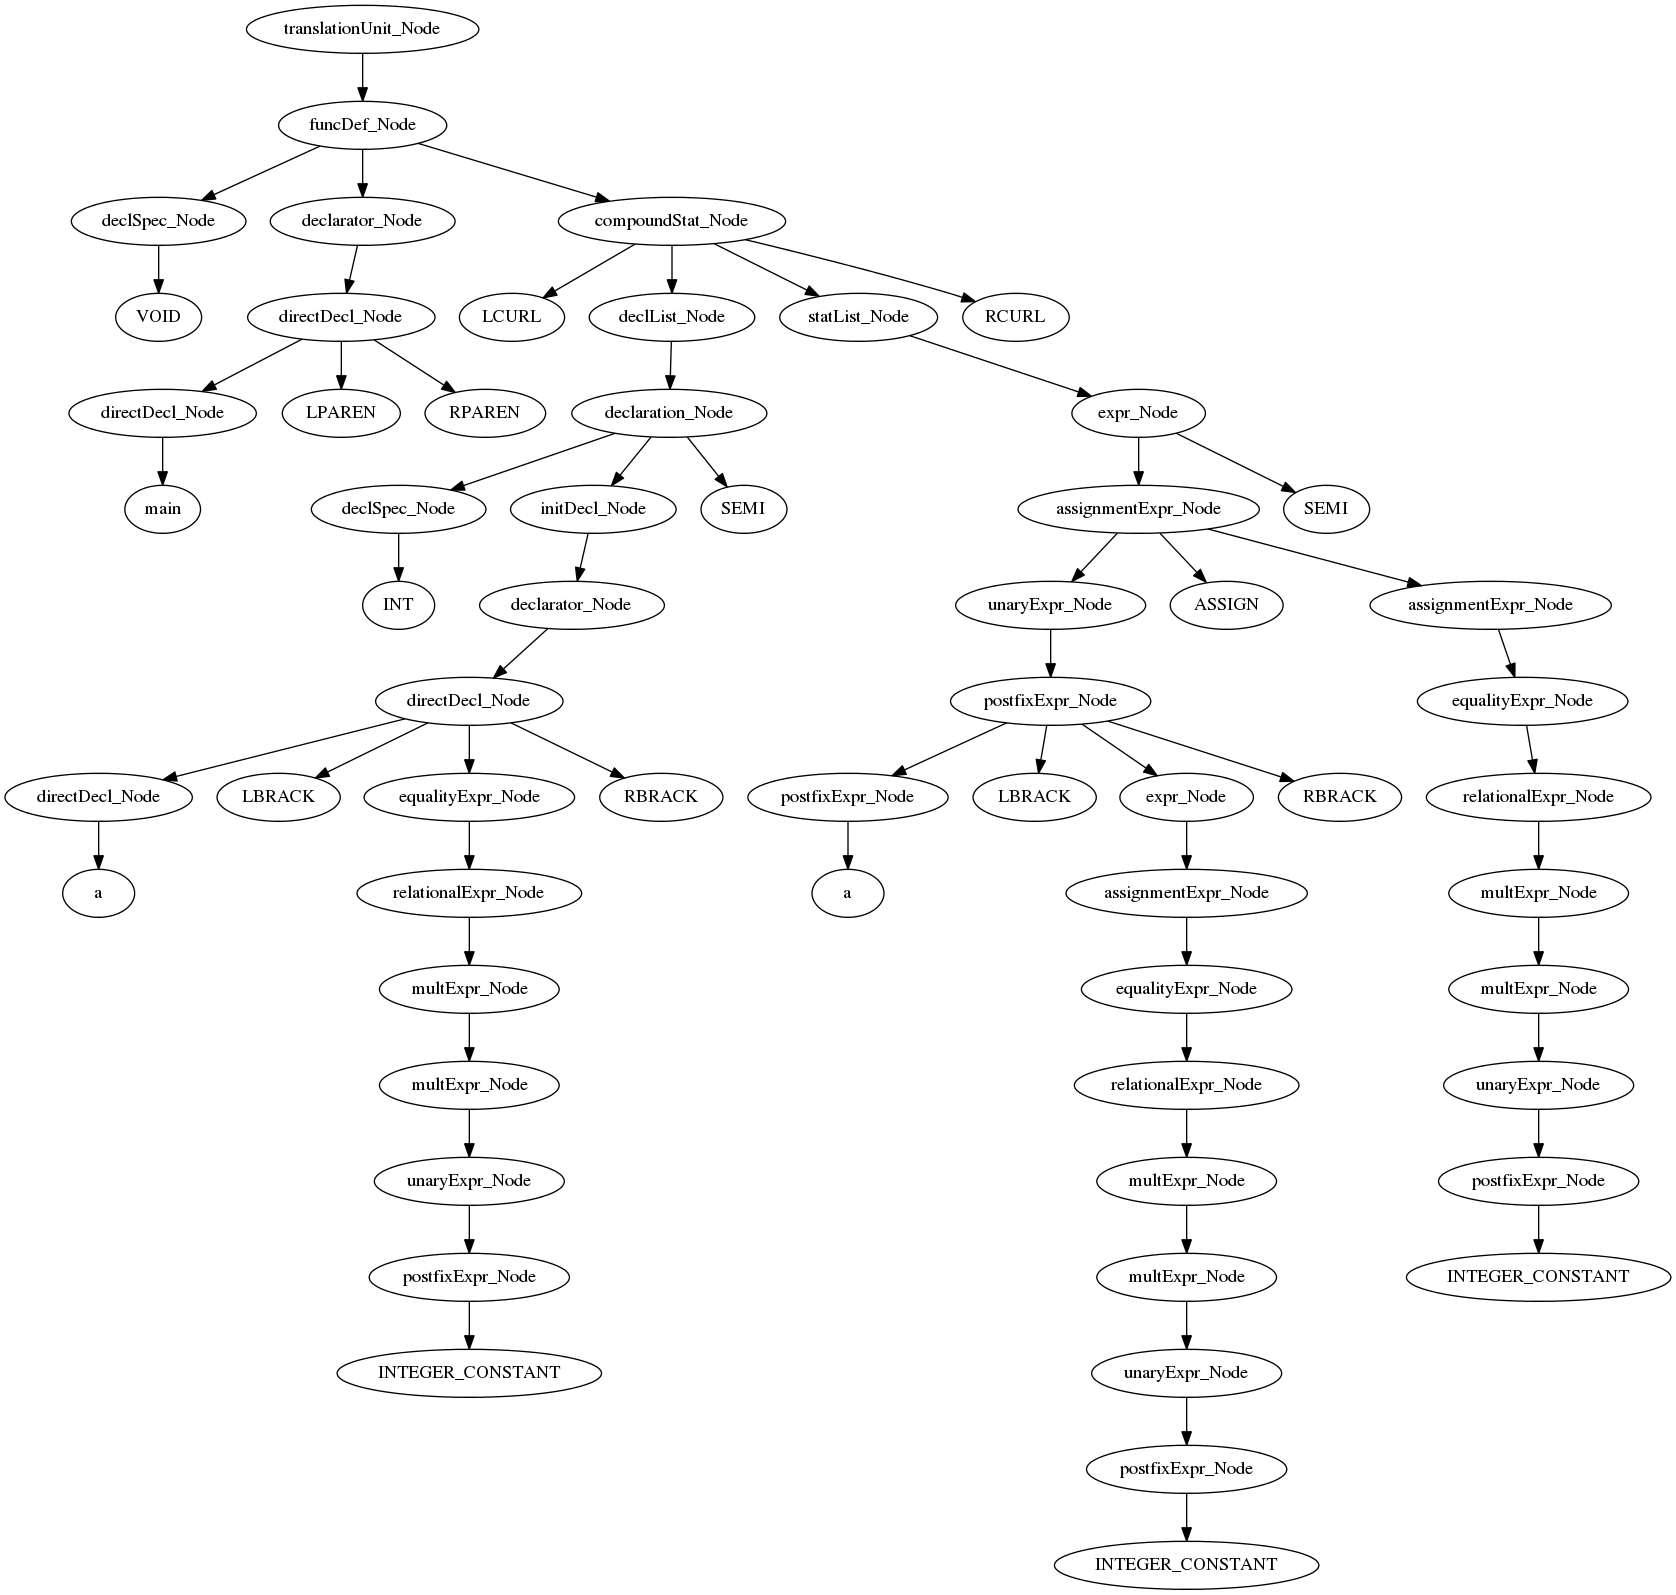 translationUnit_Node
funcDef_Node
declSpec_Node declarator_Node compoundStat_Node
VOID directDecl_Node LCURL declList_Node statList_Node RCURL
directDecl_Node LPAREN RPAREN declaration_Node expr_Node
main declSpec_Node initDecl_Node SEMI assignmentExpr_Node SEMI
INT declarator_Node unaryExpr_Node ASSIGN assignmentExpr_Node
directDecl_Node postfixExpr_Node equalityExpr_Node
directDecl_Node LBRACK equalityExpr_Node RBRACK postfixExpr_Node LBRACK expr_Node RBRACK relationalExpr_Node
a relationalExpr_Node a assignmentExpr_Node multExpr_Node
multExpr_Node equalityExpr_Node multExpr_Node
multExpr_Node relationalExpr_Node unaryExpr_Node
unaryExpr_Node multExpr_Node postfixExpr_Node
postfixExpr_Node multExpr_Node INTEGER_CONSTANT
INTEGER_CONSTANT unaryExpr_Node
postfixExpr_Node
INTEGER_CONSTANT